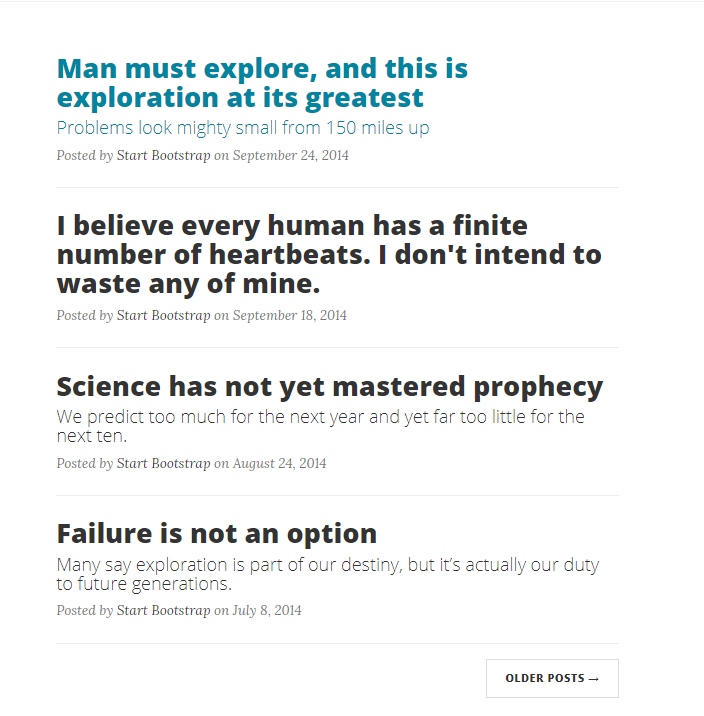 Man must explore, and this is
exploration at its greatest
Problems look mighty small from 150 miles up
Posted by Start Bootstrap on September 24, 2014
I believe every human has a finite
number of heartbeats. I don't intend to
waste any of mine.
Posted by Start Bootstrap on September 18, 2014
Science has not yet mastered prophecy
We predict too much for the next year and yet far too little for the
next ten.
Posted by Start Bootstrap on August 24, 2014
Failure is not an option
Many say exploration is part of our destiny, but it’s actually our duty
to future generations.
Posted by Start Bootstrap on July 8, 2014
OLDER POSTS →